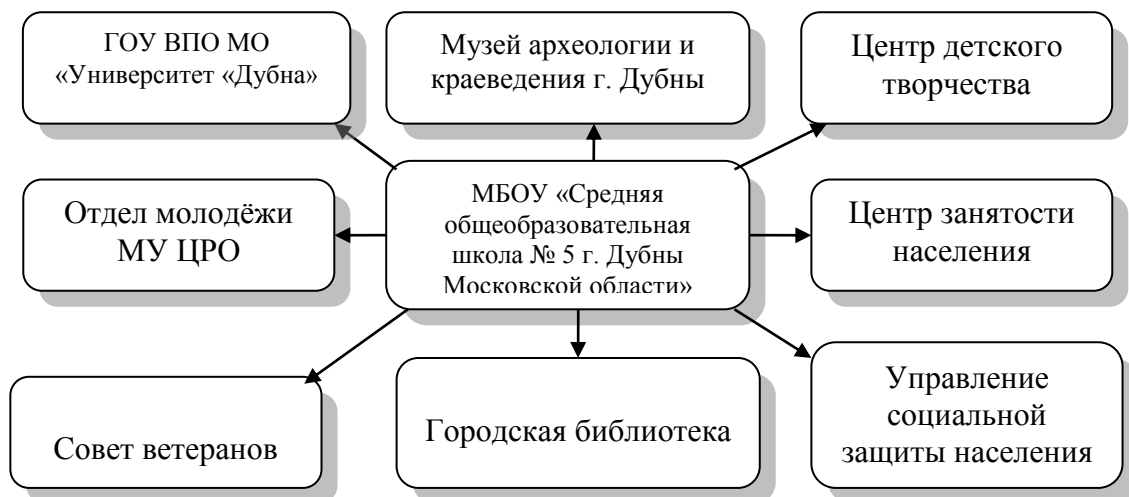 ГОУ ВПО МО
«Университет «Дубна»
Музей археологии и
краеведения г. Дубны
Центр детского
творчества
Отдел молодёжи
МУ ЦРО
МБОУ «Средняя
общеобразовательная
школа № 5 г. Дубны
Московской области»
Центр занятости
населения
Совет ветеранов
Городская библиотека
Управление
социальной
защиты населения